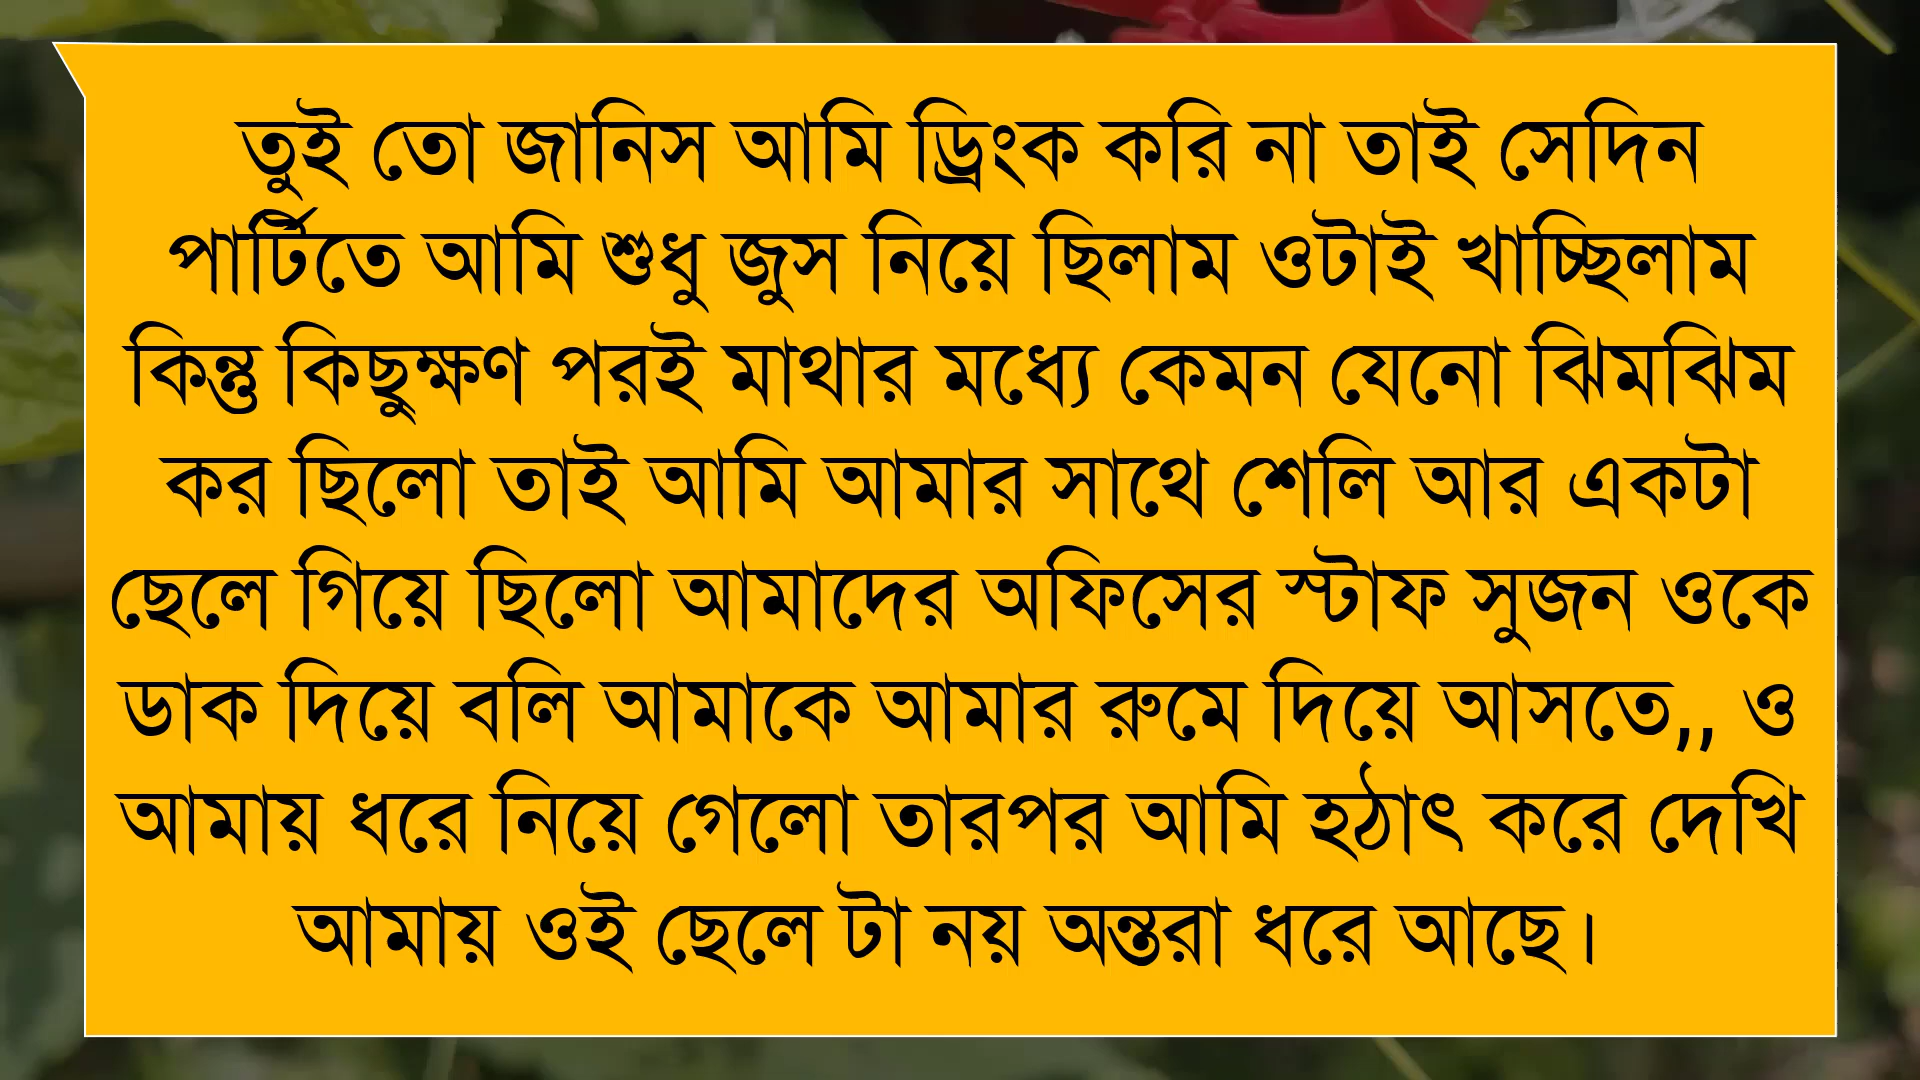 তুই তো জানিস আমি ড্রিংক করি না তাই সেদিন
পার্টিতে আমি শুধু জুস নিয়ে ছিলাম ওটাই খাচ্ছিলাম
কিন্তু কিছুক্ষণ পরই মাথার মধ্যে কেমন যেনো ঝিমঝিম
কর ছিলো তাই আমি আমার সাথে শেলি আর একটা
ছেলে গিয়ে ছিলো আমাদের অফিসের স্টাফ সুজন ওকে
ডাক দিয়ে বলি আমাকে আমার রুমে দিয়ে আসতে,, ও
আমায় ধরে নিয়ে গেলো তারপর আমি হঠাৎ করে দেখি
আমায় ওই ছেলে টা নয় অন্তরা ধরে আছে।